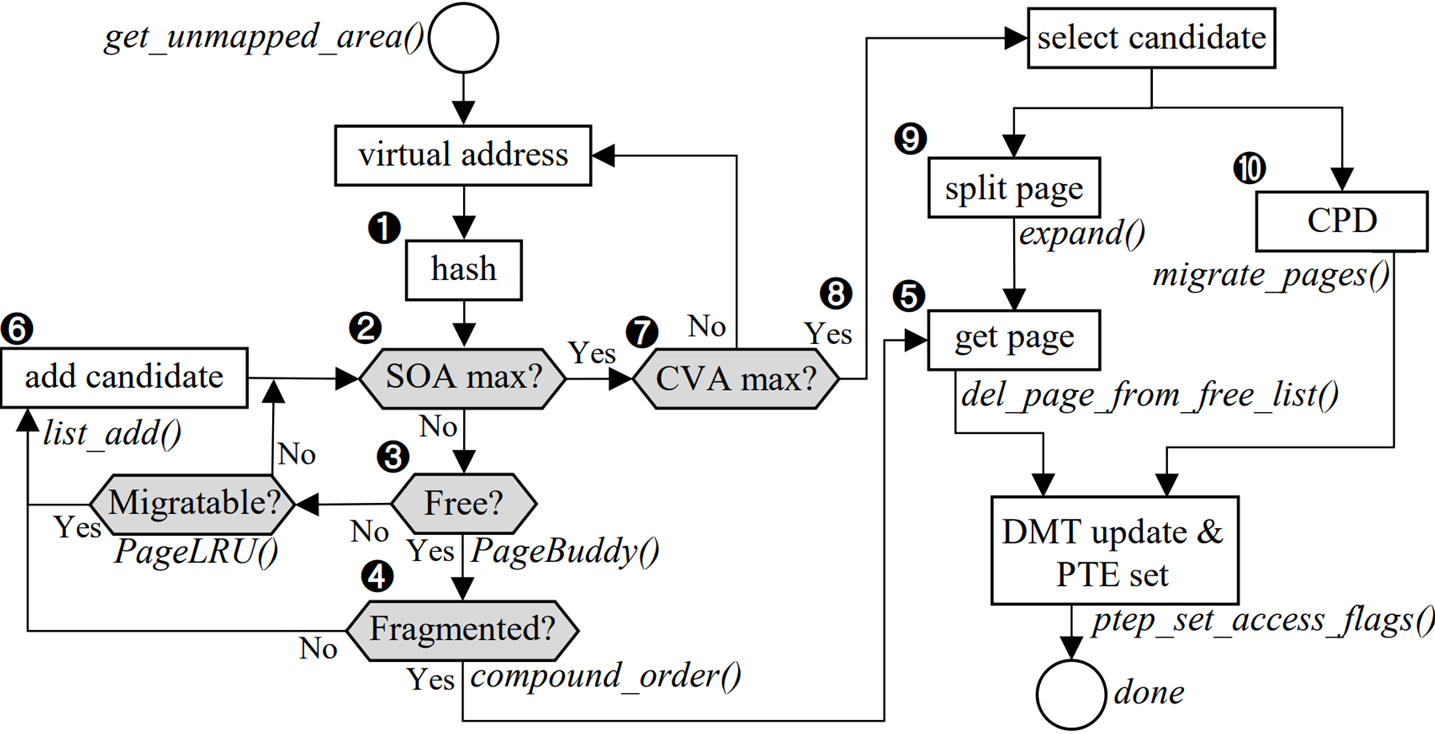 get_unmapped_area()
virtual address
❶
hash
❷
SOA max?
Yes
No
❸
Free?
No
Yes
PageBuddy()
Migratable?
Yes
No
PageLRU()
❹
Fragmented?
No
Yes
compound_order()
❻
add candidate
list_add()
❼
CVA max?
No
❽
Yes
select candidate
❾
split page
expand()
❿
CPD
migrate_pages()
❺
get page
del_page_from_free_list()
DMT update &
PTE set
ptep_set_access_flags()
done